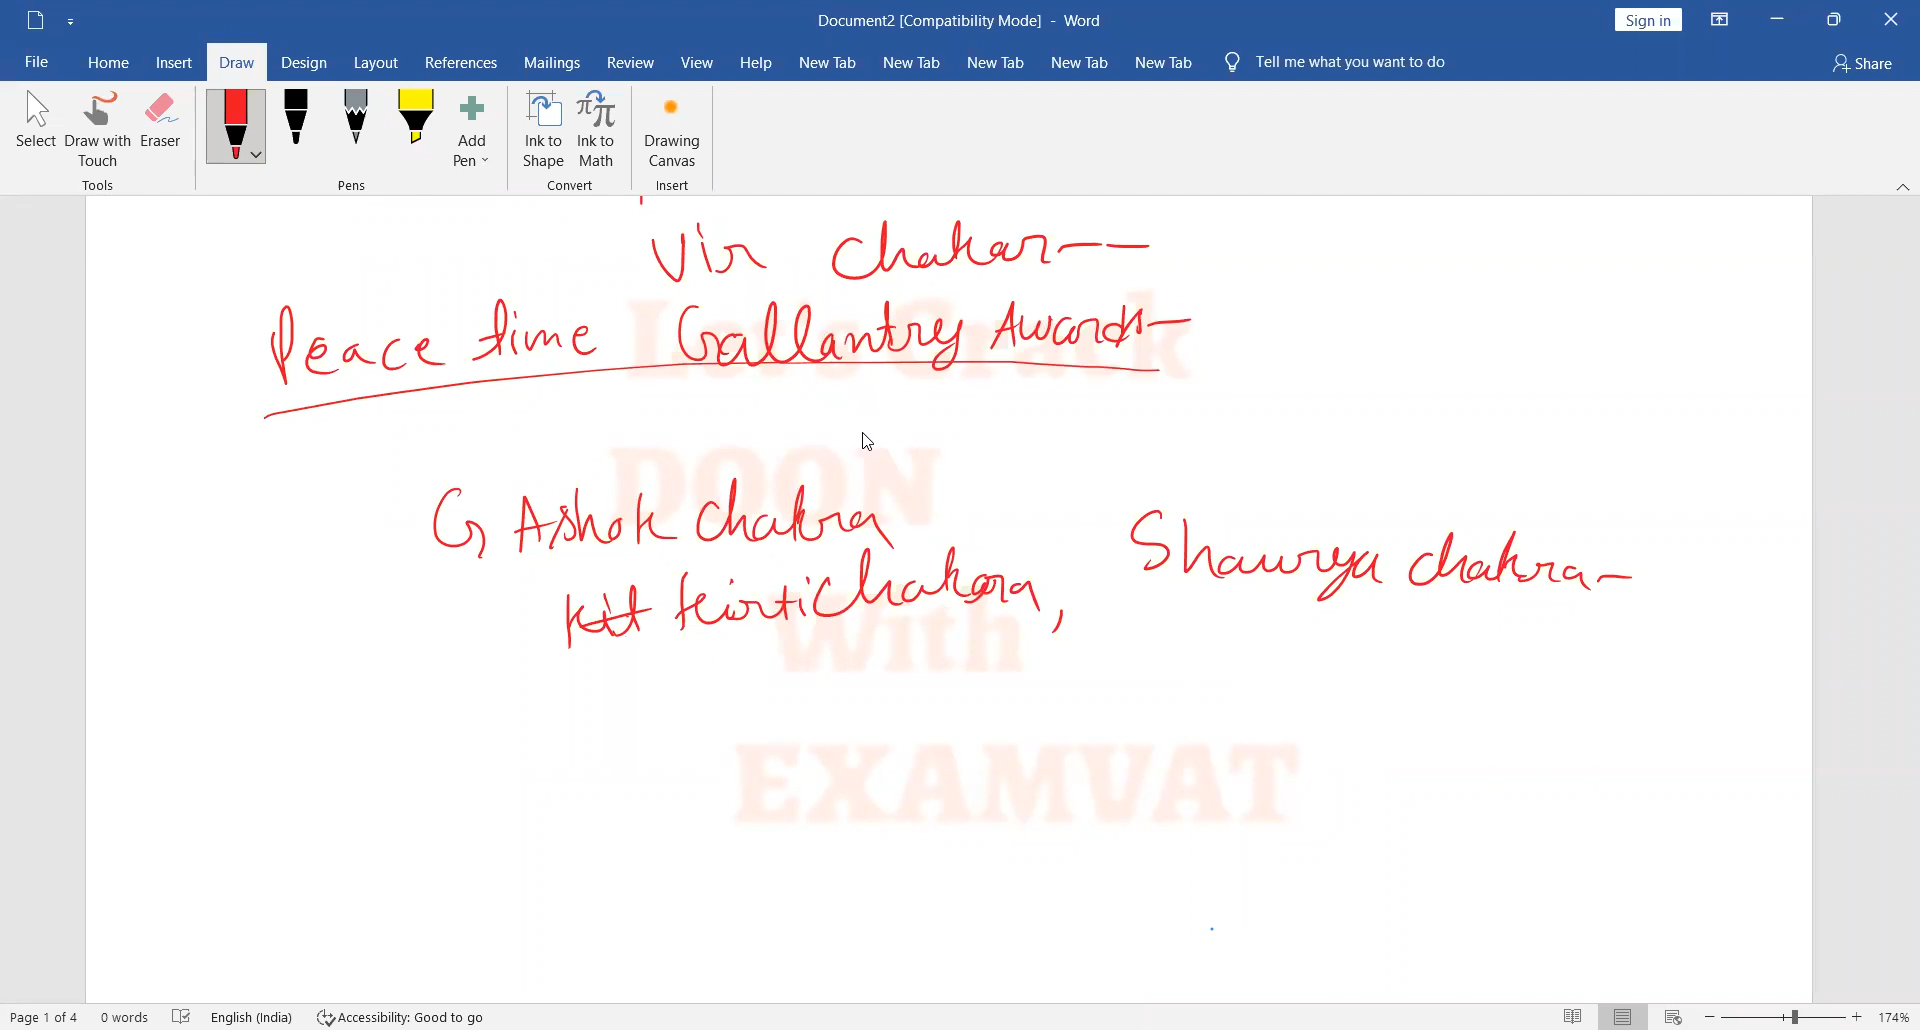 Document2 [Compatibility Mode] - Word
Sign in
File Home Insert Draw Design Layout References Mailings Review View Help New Tab New Tab New Tab New Tab New Tab Tell me what you want to do Share
Select Draw with Touch Eraser Add Pen Ink to Shape Ink to Math Drawing Canvas
Tools Pens Convert Insert
Vir Chakar--
Peace time Gallantry Awards-
Let's Crack
DOON
With
EXAMVAT
Ashok Chakra
Shaurya Chakra-
Kirti Chakara,
Page 1 of 4 0 words English (India) Accessibility: Good to go 174%